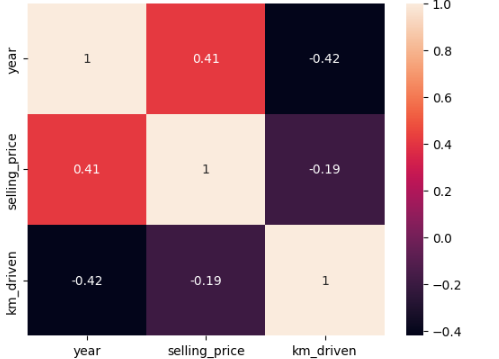 1.0
year
1
0.41
-0.42
0.8
0.6
selling_price
0.41
1
-0.19
0.4
0.2
0.0
km_driven
-0.42
-0.19
1
−0.2
−0.4
year
selling_price
km_driven